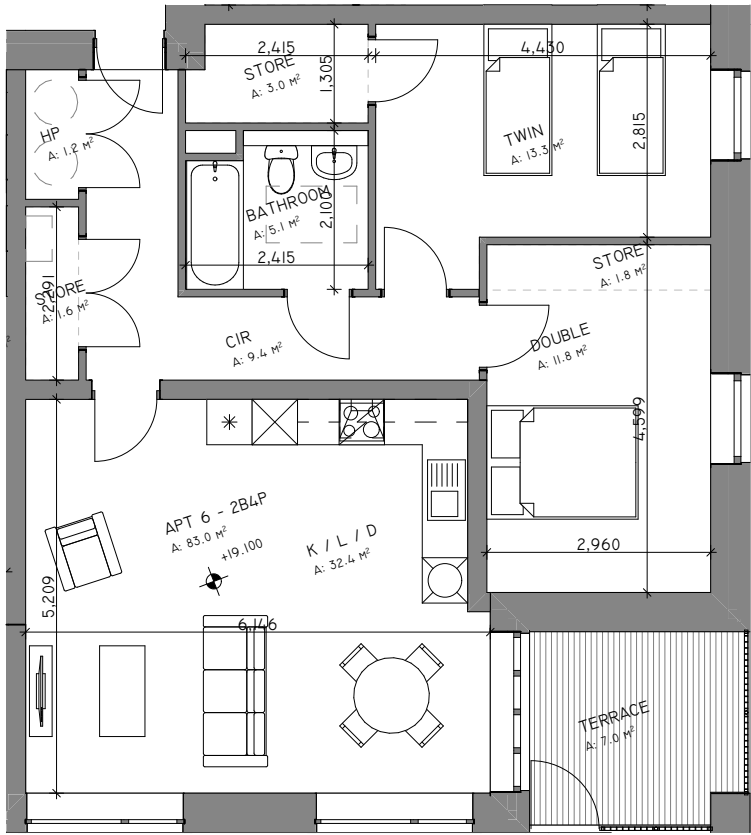 2,415
STORE
A: 3.0 M²
1,305
4,430
TWIN
A: 13.3 M²
2,815
HP
A: 1.2 M²
BATHROOM
A: 5.1 M²
2,100
2,415
STORE
A: 1.8 M²
STORE
1.6 M²
2,291
CIR
A: 9.4 M²
DOUBLE
A: 11.8 M²
4,599
APT 6 - 2B4P
A: 83.0 M²
+19.100
K / L / D
A: 32.4 M²
2,960
5,209
6,146
TERRACE
A: 7.0 M²